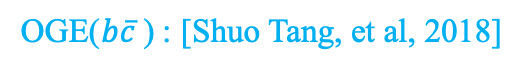 OGE(𝑏𝑐̄ ) : [Shuo Tang, et al, 2018]